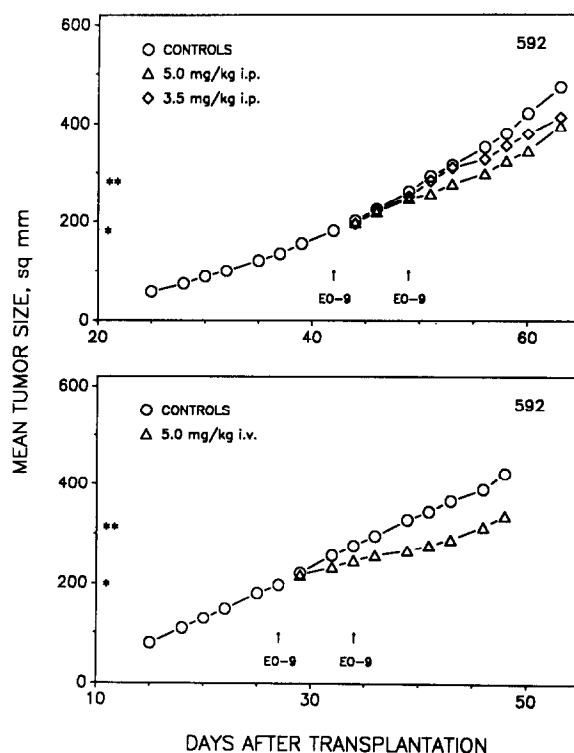 MEAN TUMOR SIZE, sq mm
600
400
200
0
○ CONTROLS
△ 5.0 mg/kg i.p.
◇ 3.5 mg/kg i.p.
592
**
*
↑ ↑
EO-9 EO-9
20 30 40 50 60
600
400
200
0
○ CONTROLS
△ 5.0 mg/kg i.v.
592
**
*
↑ ↑
EO-9 EO-9
10 30 50
DAYS AFTER TRANSPLANTATION